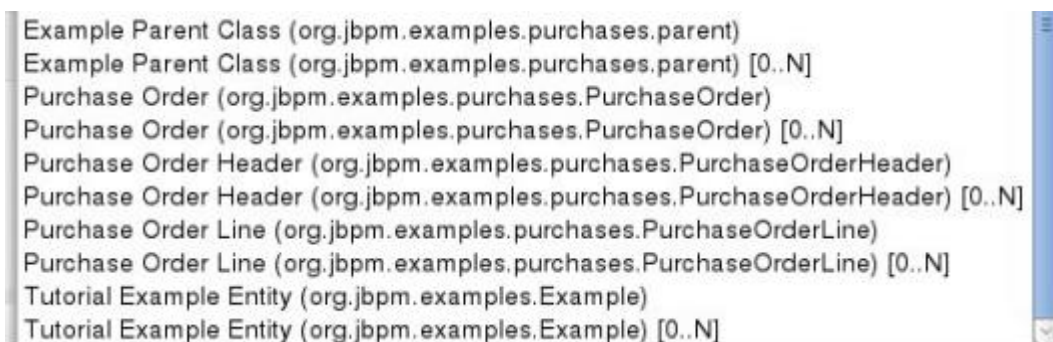 Example Parent Class (org.jbpm.examples.purchases.parent)
Example Parent Class (org.jbpm.examples.purchases.parent) [0..N]
Purchase Order (org.jbpm.examples.purchases.PurchaseOrder)
Purchase Order (org.jbpm.examples.purchases.PurchaseOrder) [0..N]
Purchase Order Header (org.jbpm.examples.purchases.PurchaseOrderHeader)
Purchase Order Header (org.jbpm.examples.purchases.PurchaseOrderHeader) [0..N]
Purchase Order Line (org.jbpm.examples.purchases.PurchaseOrderLine)
Purchase Order Line (org.jbpm.examples.purchases.PurchaseOrderLine) [0..N]
Tutorial Example Entity (org.jbpm.examples.Example)
Tutorial Example Entity (org.jbpm.examples.Example) [0..N]